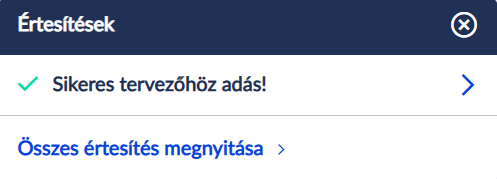 Értesítések
Sikeres tervezőhöz adás!
Összes értesítés megnyitása